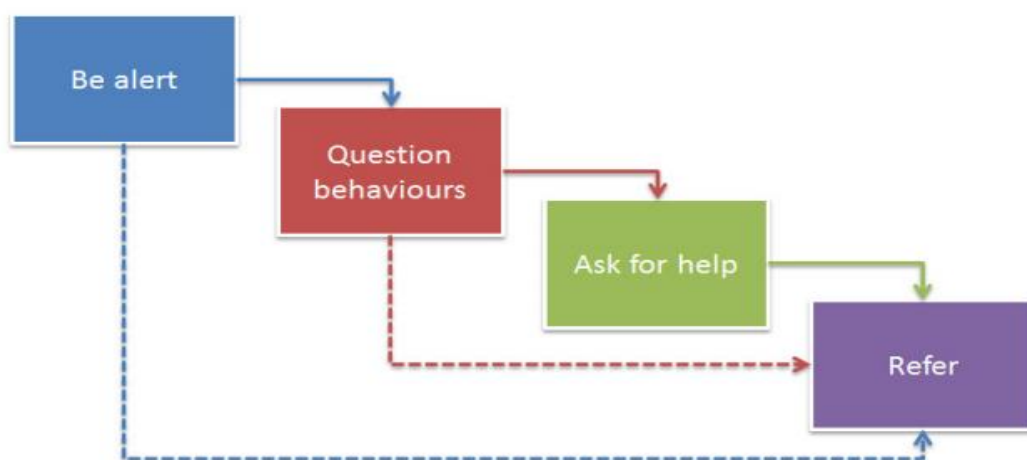 Be alert
Question
behaviours
Ask for help
Refer